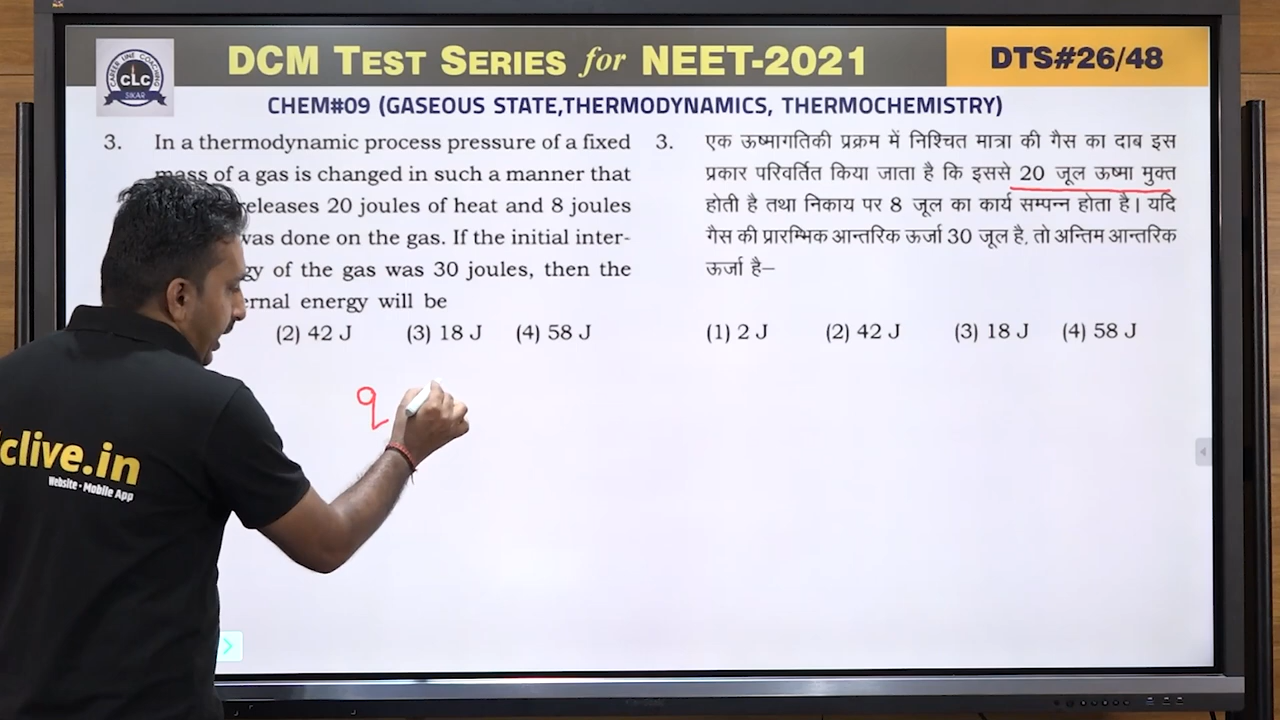 DCM TEST SERIES for NEET-2021
DTS#26/48
CAREER LINE COACHING
CLC
SIKAR
CHEM#09 (GASEOUS STATE,THERMODYNAMICS, THERMOCHEMISTRY)
3. In a thermodynamic process pressure of a fixed
mass of a gas is changed in such a manner that
releases 20 joules of heat and 8 joules
was done on the gas. If the initial inter-
gy of the gas was 30 joules, then the
ernal energy will be
(2) 42 J (3) 18 J (4) 58 J
3. एक ऊष्मागतिकी प्रक्रम में निश्चित मात्रा की गैस का दाब इस
प्रकार परिवर्तित किया जाता है कि इससे 20 जूल ऊष्मा मुक्त
होती है तथा निकाय पर 8 जूल का कार्य सम्पन्न होता है। यदि
गैस की प्रारम्भिक आन्तरिक ऊर्जा 30 जूल है, तो अन्तिम आन्तरिक
ऊर्जा है–
(1) 2 J (2) 42 J (3) 18 J (4) 58 J
q
clive.in
Website • Mobile App